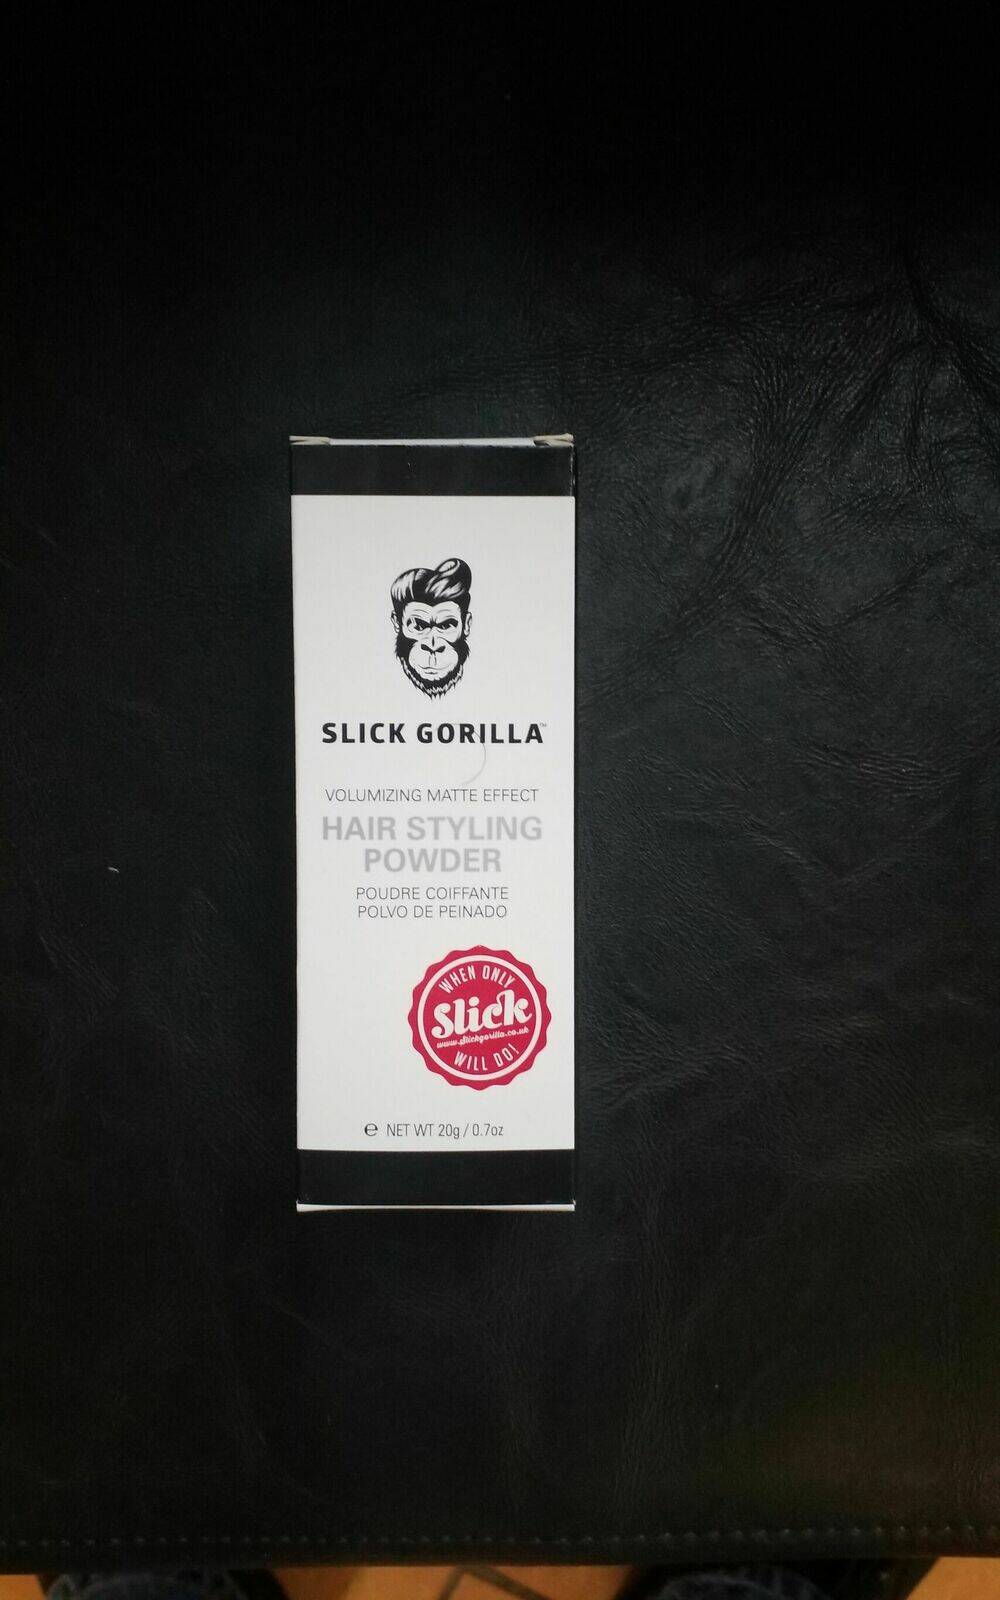 SLICK GORILLA™
VOLUMIZING MATTE EFFECT
HAIR STYLING
POWDER
POUDRE COIFFANTE
POLVO DE PEINADO
WHEN ONLY
Slick
www.slickgorilla.co.uk
WILL DO!
e NET WT 20g / 0.7oz